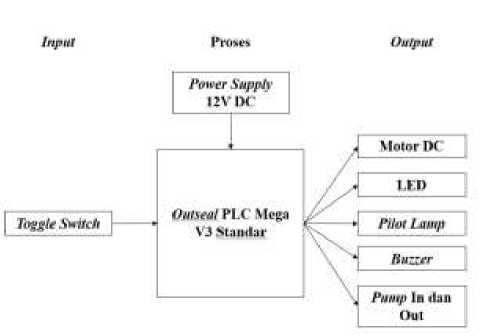 Input Proses Output
Power Supply
12V DC
Motor DC
LED
Outseal PLC Mega
V3 Standar
Toggle Switch
Pilot Lamp
Buzzer
Pump In dan
Out